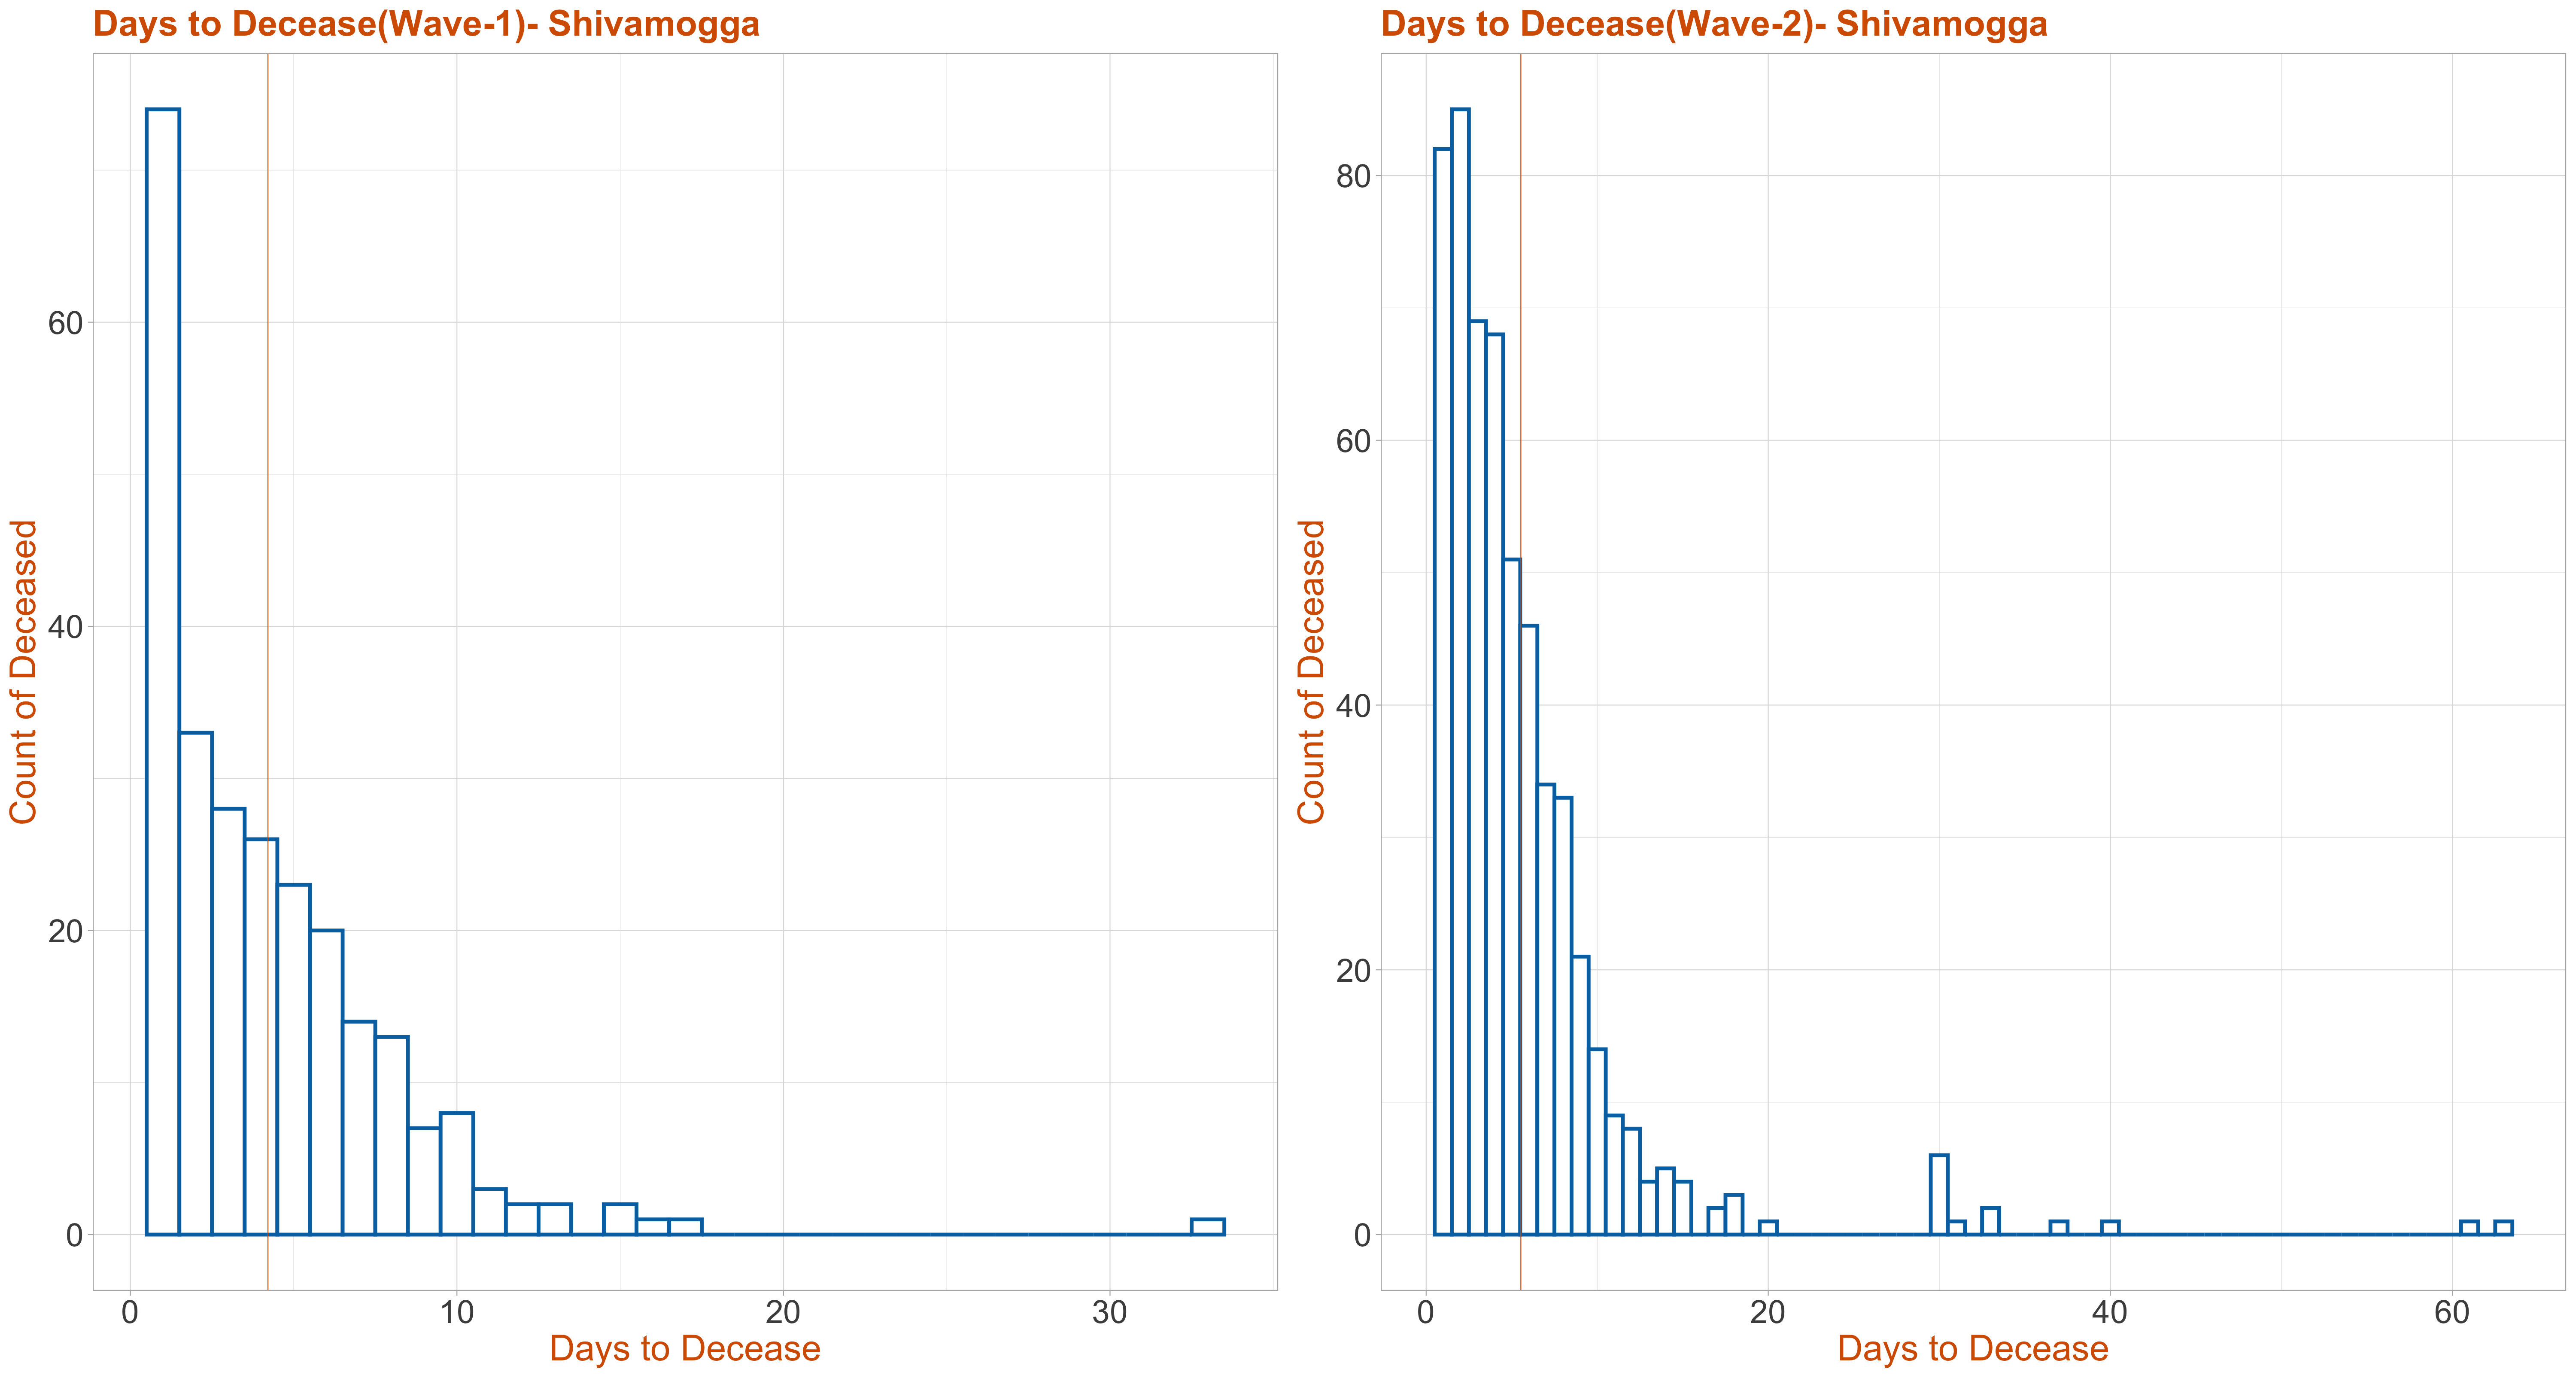 Days to Decease(Wave-1)- Shivamogga
Count of Deceased
60
40
20
0
0 10 20 30
Days to Decease
Days to Decease(Wave-2)- Shivamogga
Count of Deceased
80
60
40
20
0
0 20 40 60
Days to Decease